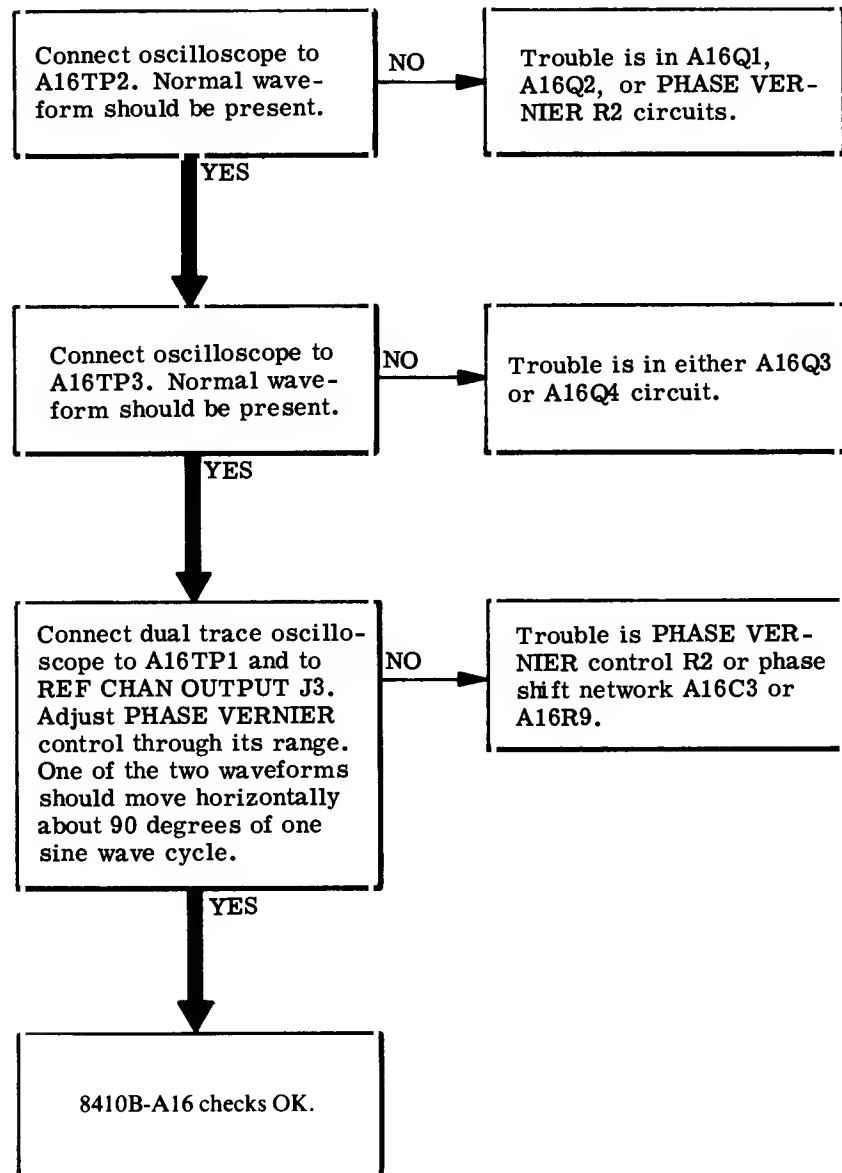 Connect oscilloscope to
A16TP2. Normal wave-
form should be present.
NO
Trouble is in A16Q1,
A16Q2, or PHASE VER-
NIER R2 circuits.
YES
Connect oscilloscope to
A16TP3. Normal wave-
form should be present.
NO
Trouble is in either A16Q3
or A16Q4 circuit.
YES
Connect dual trace oscillo-
scope to A16TP1 and to
REF CHAN OUTPUT J3.
Adjust PHASE VERNIER
control through its range.
One of the two waveforms
should move horizontally
about 90 degrees of one
sine wave cycle.
NO
Trouble is PHASE VER-
NIER control R2 or phase
shift network A16C3 or
A16R9.
YES
8410B-A16 checks OK.